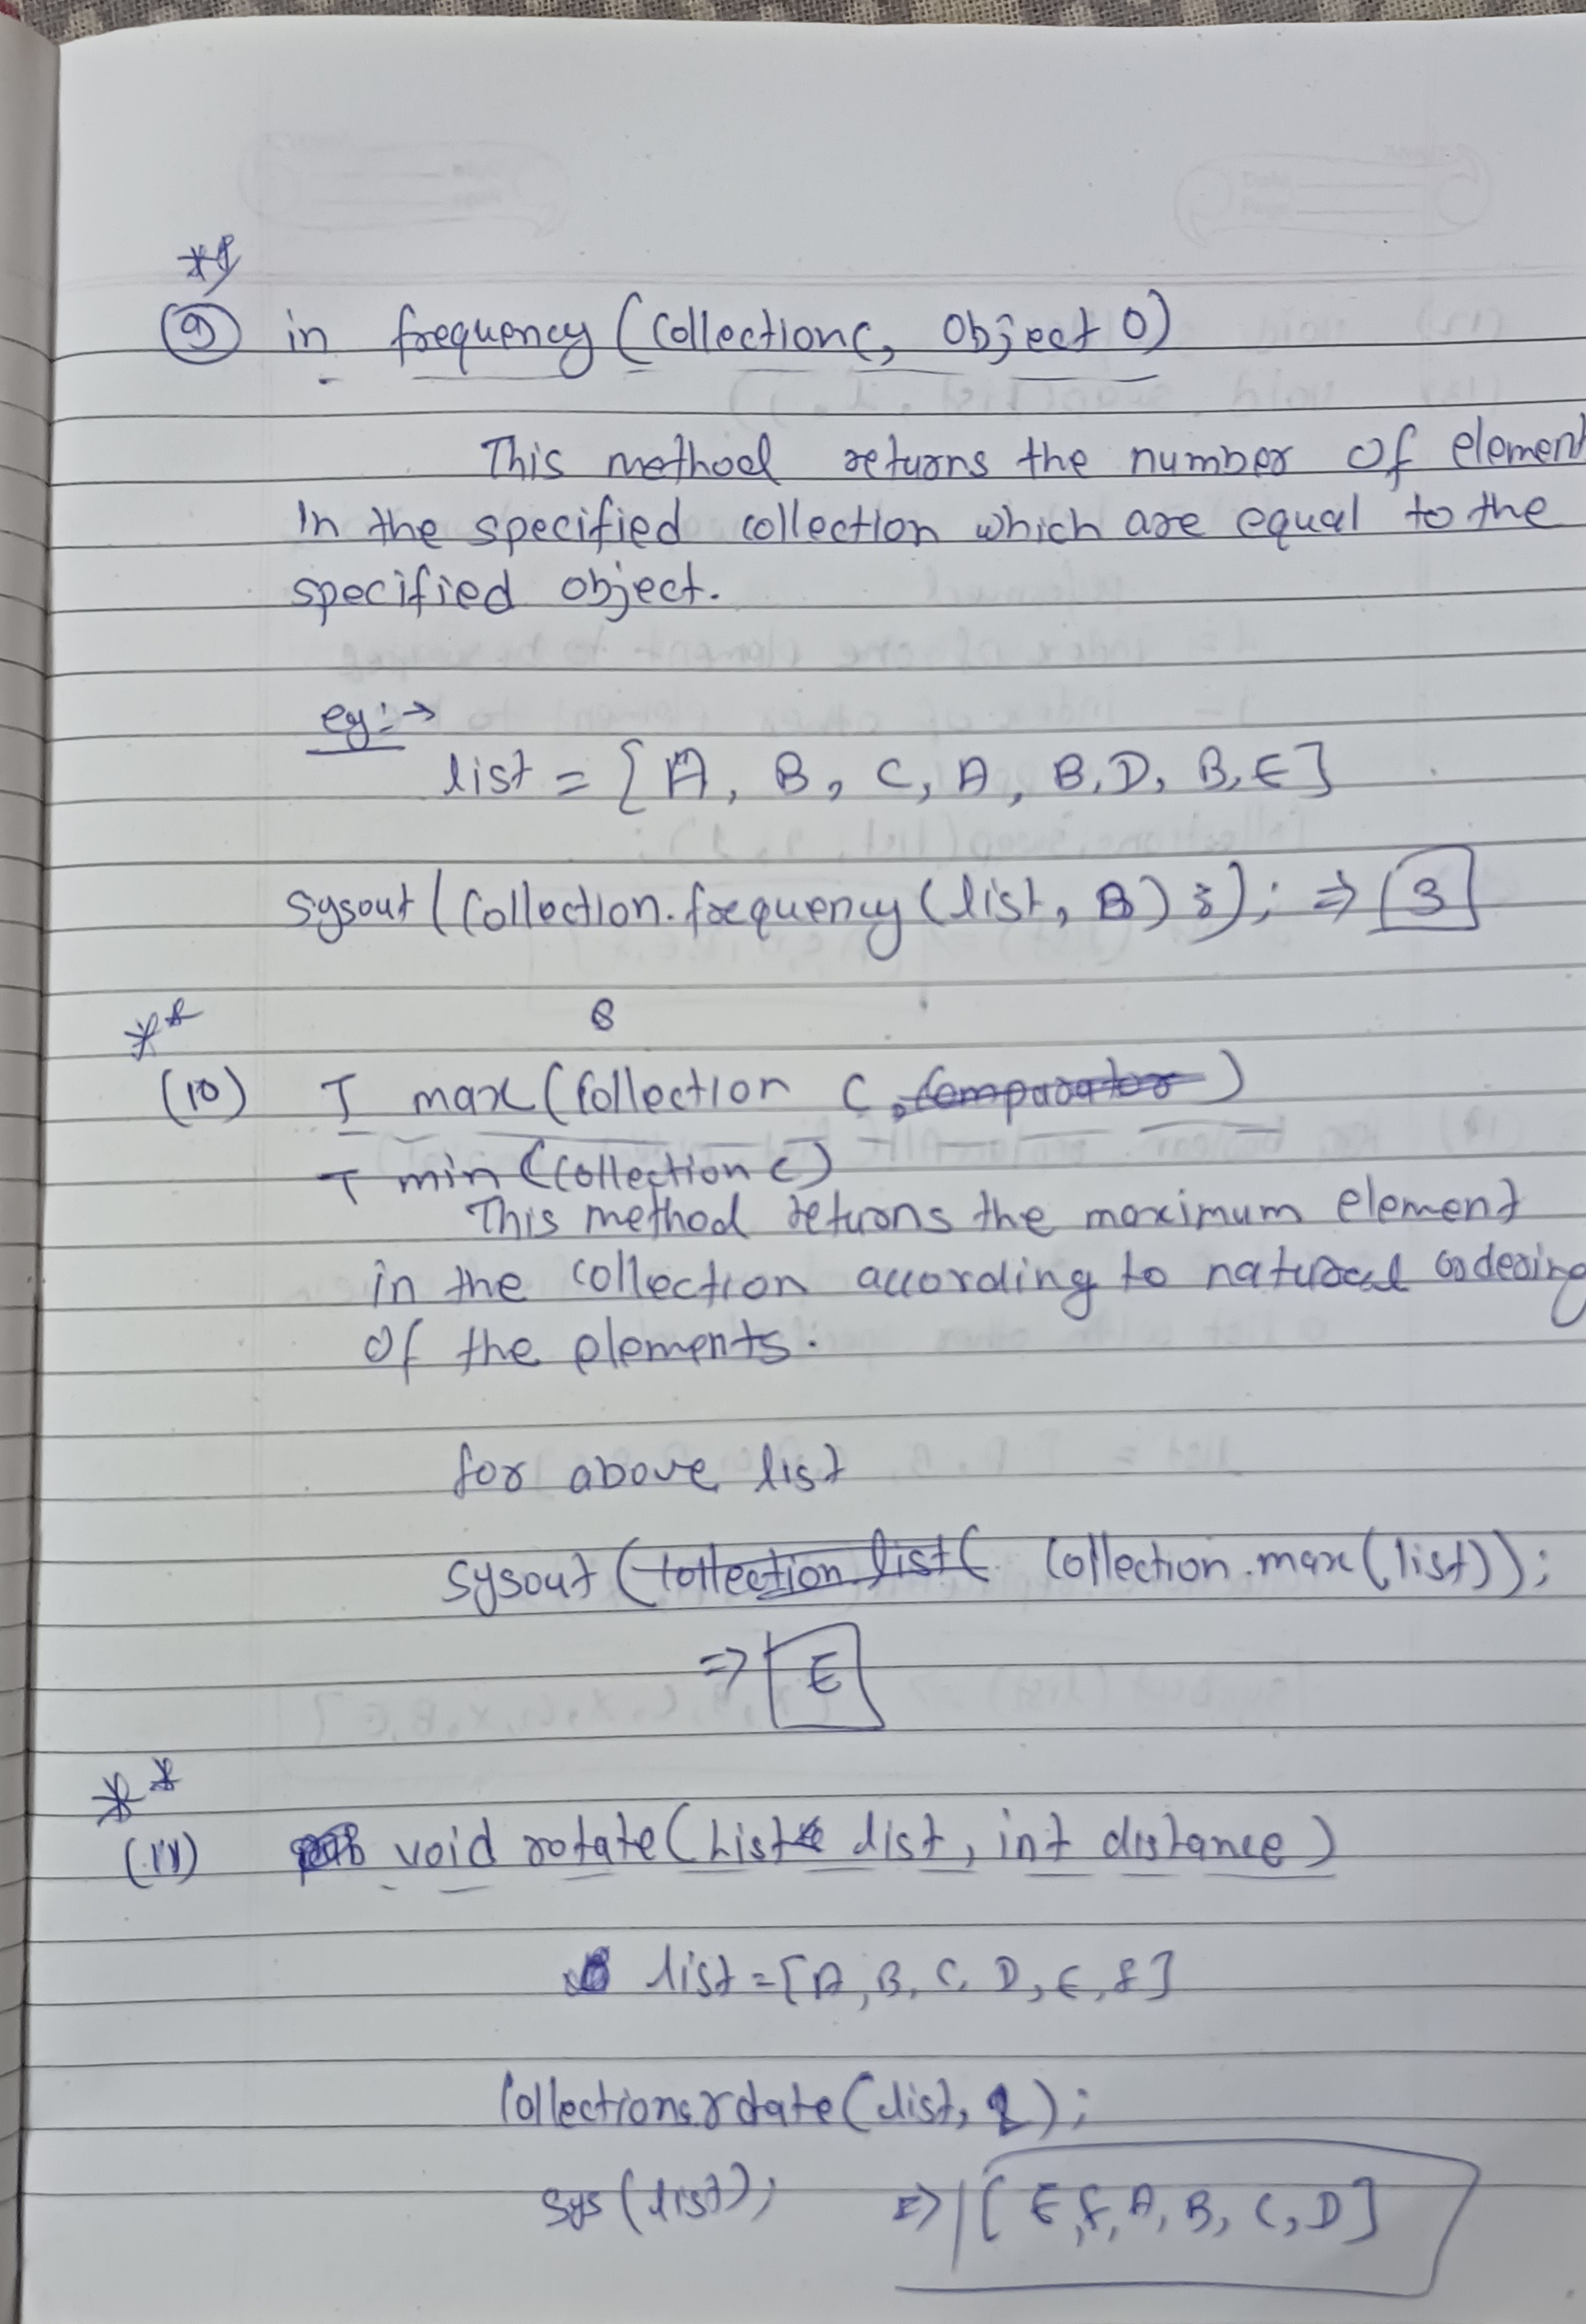 (9) in frequency (Collection C, Object O)
This method returns the number of element
In the specified collection which are equal to the
specified object.
eg:→
list = [A, B, C, A, B, D, B, E]
Sysout (Collection.frequency (list, B) ; ); ⇒ 3
B
(10) T max (Collection C, Comparator)
T min (Collection C)
This method returns the maximum element
in the collection according to natural ordering
of the elements.
for above list
Sysout (Collection.list( Collection.max(list));
⇒ E
(11) void rotate (List list, int distance)
list = [A, B, C, D, E, F]
Collections.rotate (list, 2);
Sys (list); ⇒ [E, F, A, B, C, D]